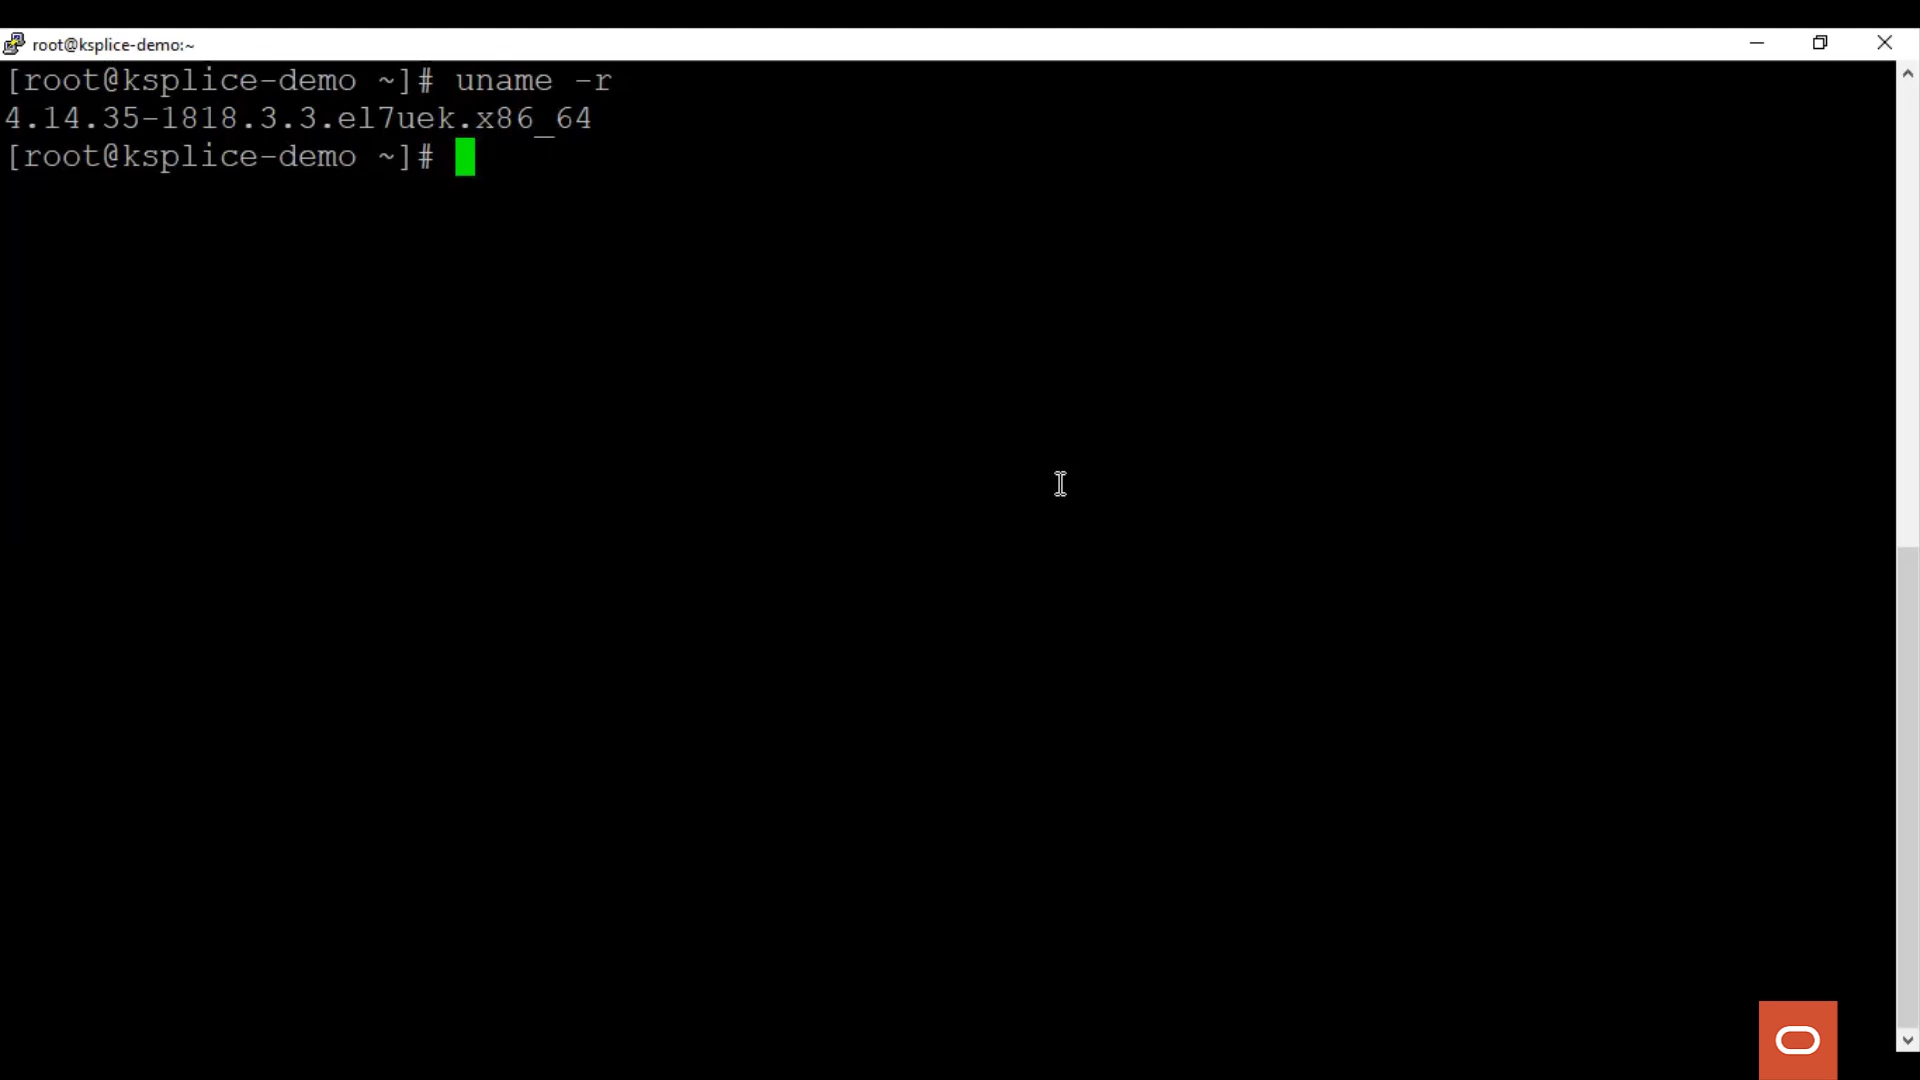 root@ksplice-demo:~
[root@ksplice-demo ~]# uname -r
4.14.35-1818.3.3.el7uek.x86_64
[root@ksplice-demo ~]#